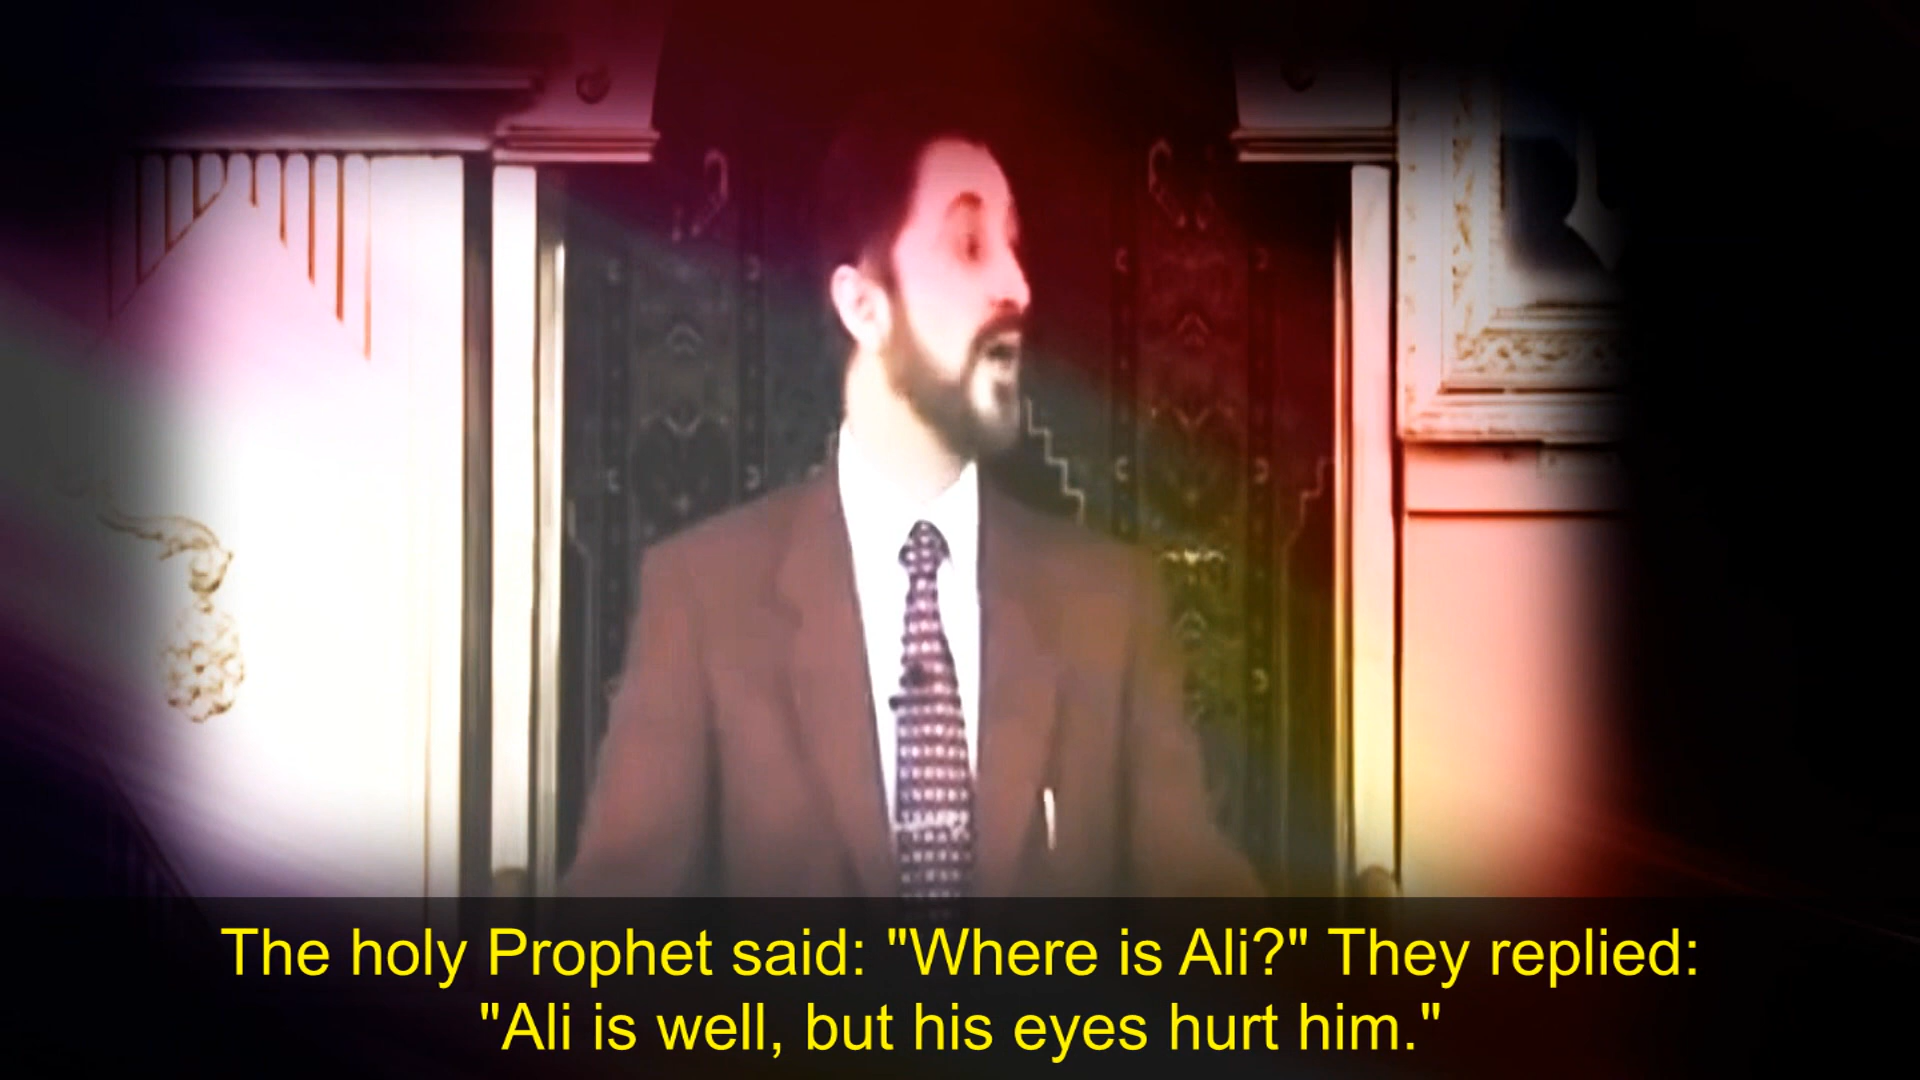 The holy Prophet said: "Where is Ali?" They replied:
"Ali is well, but his eyes hurt him."